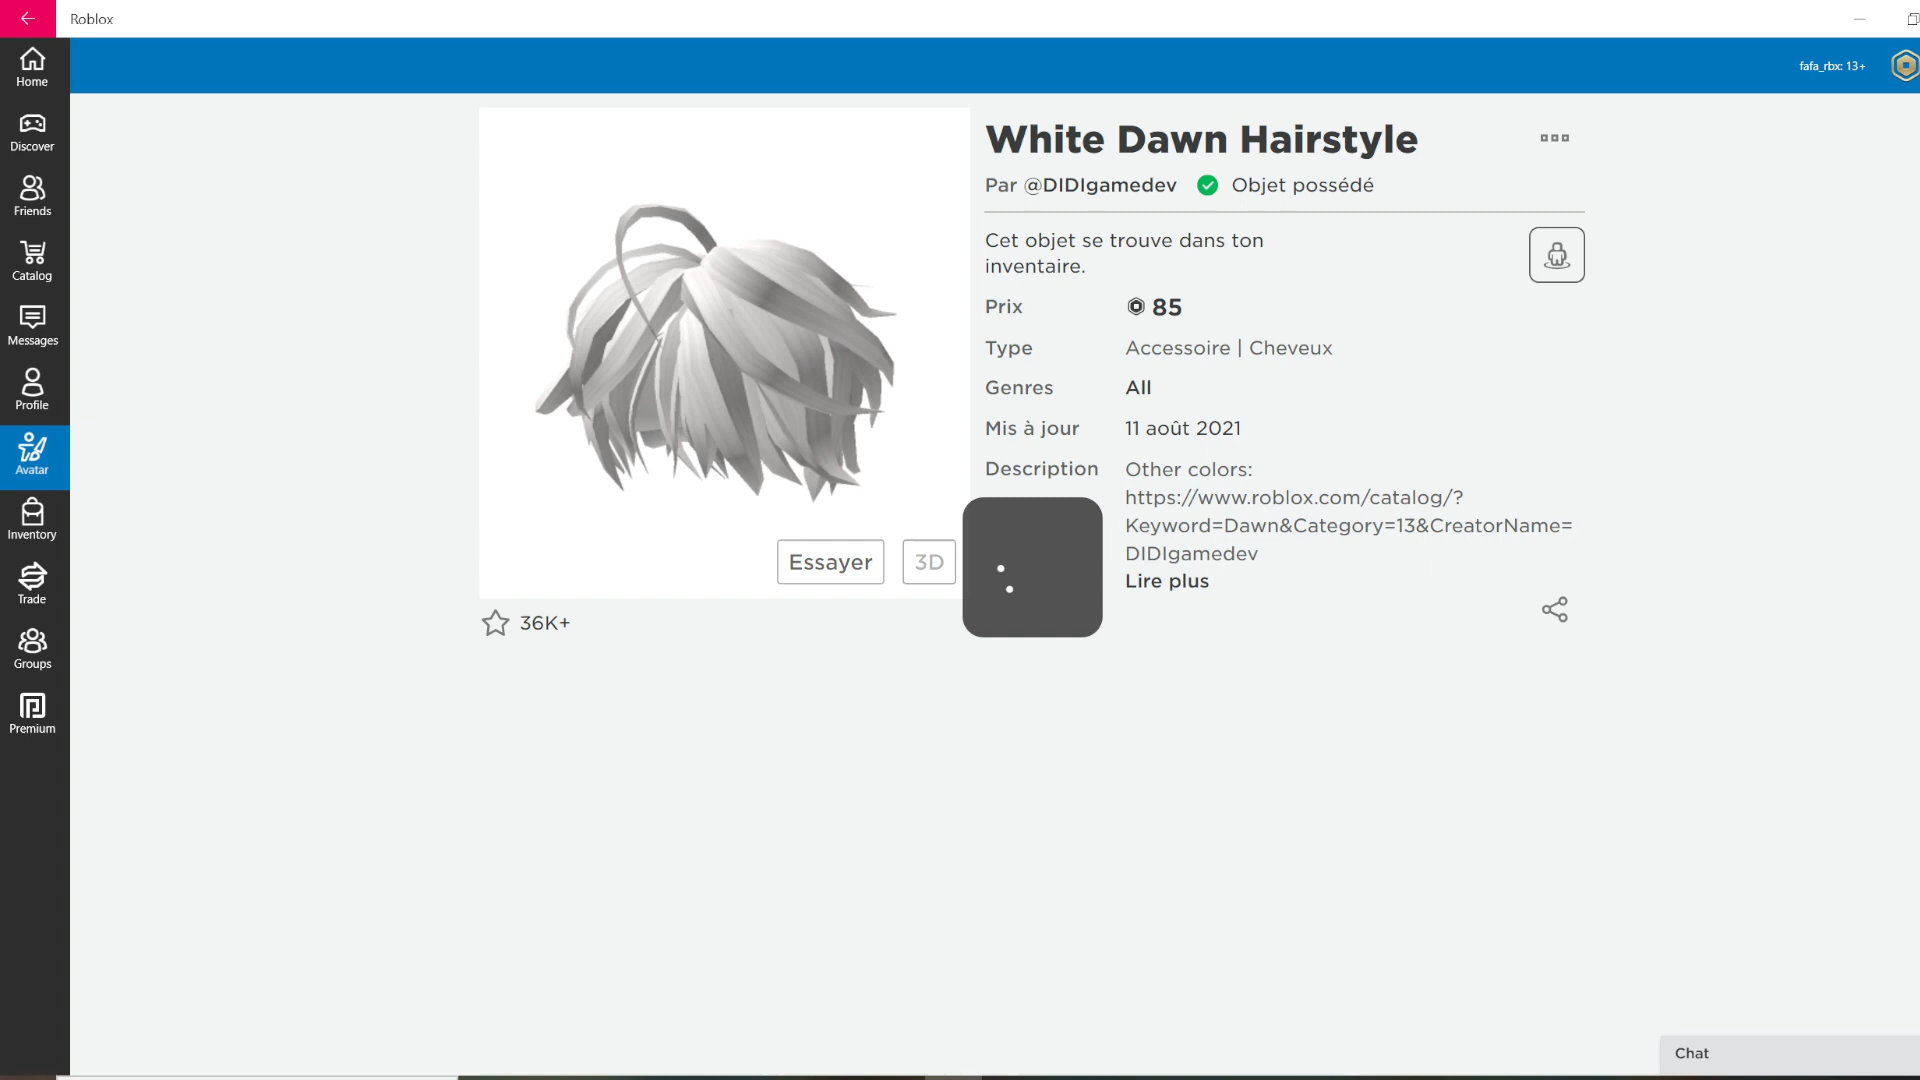 Roblox
fafa_rbx: 13+
Home
Discover
Friends
Catalog
Messages
Profile
Avatar
Inventory
Trade
Groups
Premium
White Dawn Hairstyle
Par @DIDIgamedev Objet possédé
Cet objet se trouve dans ton
inventaire.
Prix 85
Type Accessoire | Cheveux
Genres All
Mis à jour 11 août 2021
Description Other colors:
https://www.roblox.com/catalog/?
Keyword=Dawn&Category=13&CreatorName=
DIDIgamedev
Lire plus
Essayer 3D
36K+
Chat